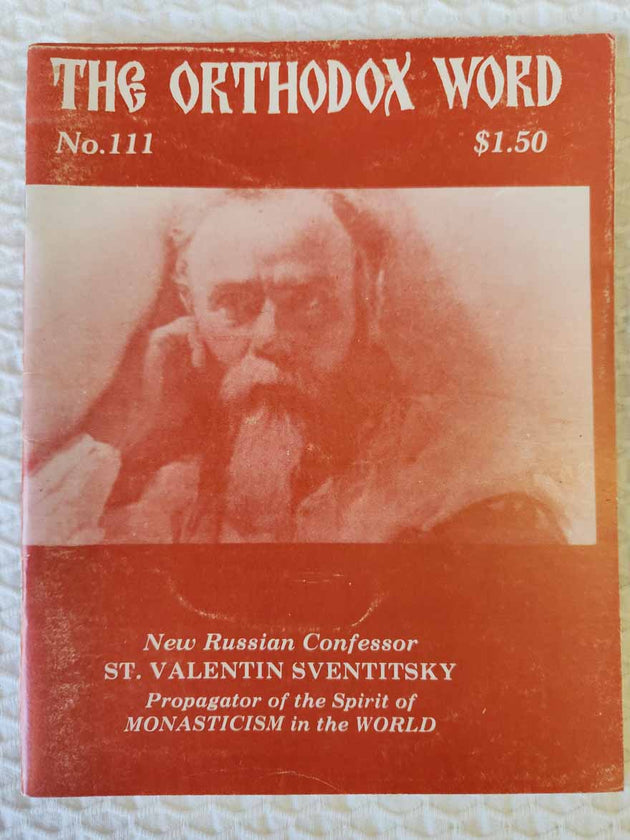 THE ORTHODOX WORD
No.111 $1.50
New Russian Confessor
ST. VALENTIN SVENTITSKY
Propagator of the Spirit of
MONASTICISM in the WORLD